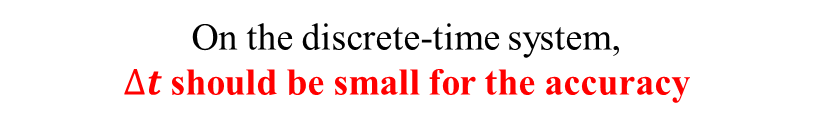 On the discrete-time system,
Δt should be small for the accuracy